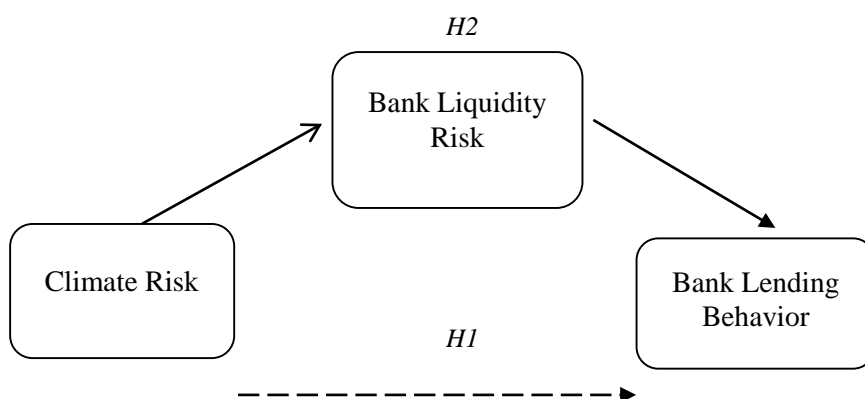 H2
Bank Liquidity
Risk
Climate Risk
Bank Lending
Behavior
H1